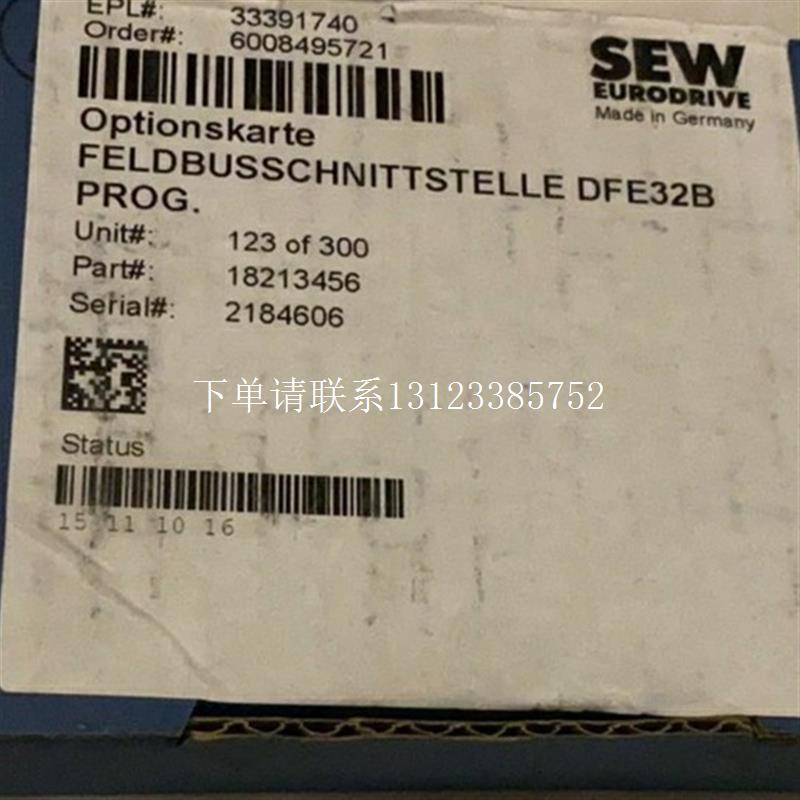 EPL#: 33391740
Order#: 6008495721
SEW
EURODRIVE
Made in Germany
Optionskarte
FELDBUSSCHNITTSTELLE DFE32B
PROG.
Unit#: 123 of 300
Part#: 18213456
Serial#: 2184606
下单请联系13123385752
Status
15 11 10 16